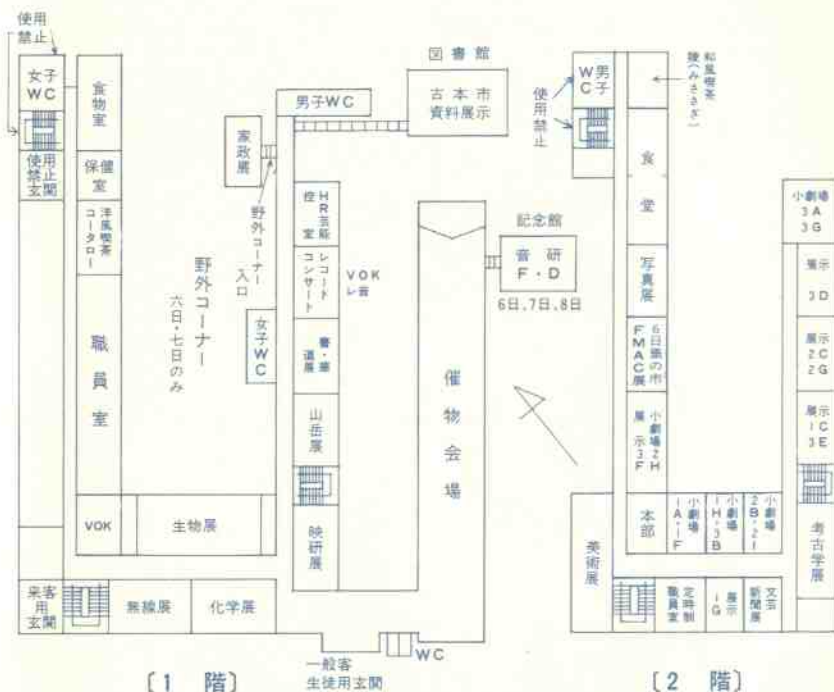 使用
禁止
女子
WC
使用
禁止
玄関
食物室
保健
室
洋風喫茶
コータロー
職員室
VOK
生物展
来客用
玄関
無線展
化学展
家政展
野外コーナー
入口
野外コーナー
六日・七日のみ
女子WC
男子WC
HR芸能
控室
レコード
コンサート
VOK
レ音
書・華
道展
山岳展
映研展
図書館
古本市
資料展示
催物会場
記念館
音研
F・D
6日,7日,8日
一般客
生徒用玄関
WC
〔1 階〕
男子
WC
使用
禁止
和風喫茶
陵(みささぎ)
食堂
写真展
FMAC展
小劇場2H
展示3F
本部
小劇場
1A・1F
小劇場
1H・3B
小劇場
2B・2I
美術展
定時制
職員室
展示
1G
文芸
新聞展
小劇場
3A
3G
展示
3D
展示
2C
2G
展示
1C
3E
考古学展
〔2 階〕